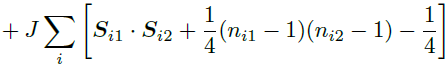 $+ J \sum_{i} \left[ \boldsymbol{S}_{i1} \cdot \boldsymbol{S}_{i2} + \frac{1}{4}(n_{i1} - 1)(n_{i2} - 1) - \frac{1}{4} \right]$